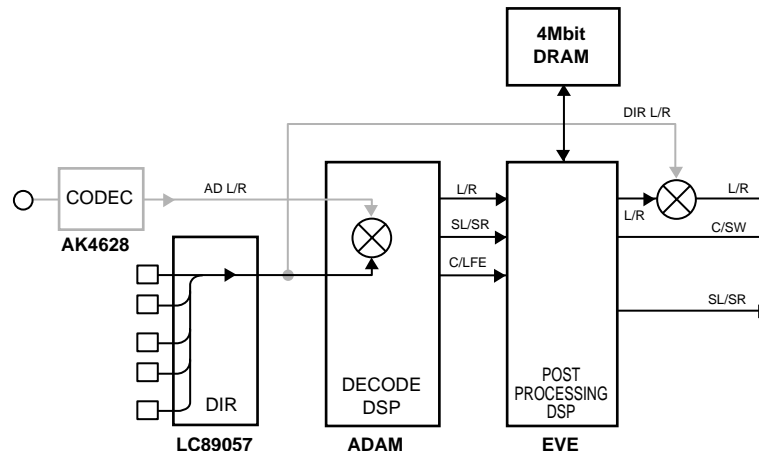 4Mbit
DRAM
DIR L/R
CODEC
AD L/R
L/R
L/R
L/R
AK4628
SL/SR
C/SW
C/LFE
SL/SR
DIR
DECODE
DSP
POST
PROCESSING
DSP
LC89057
ADAM
EVE